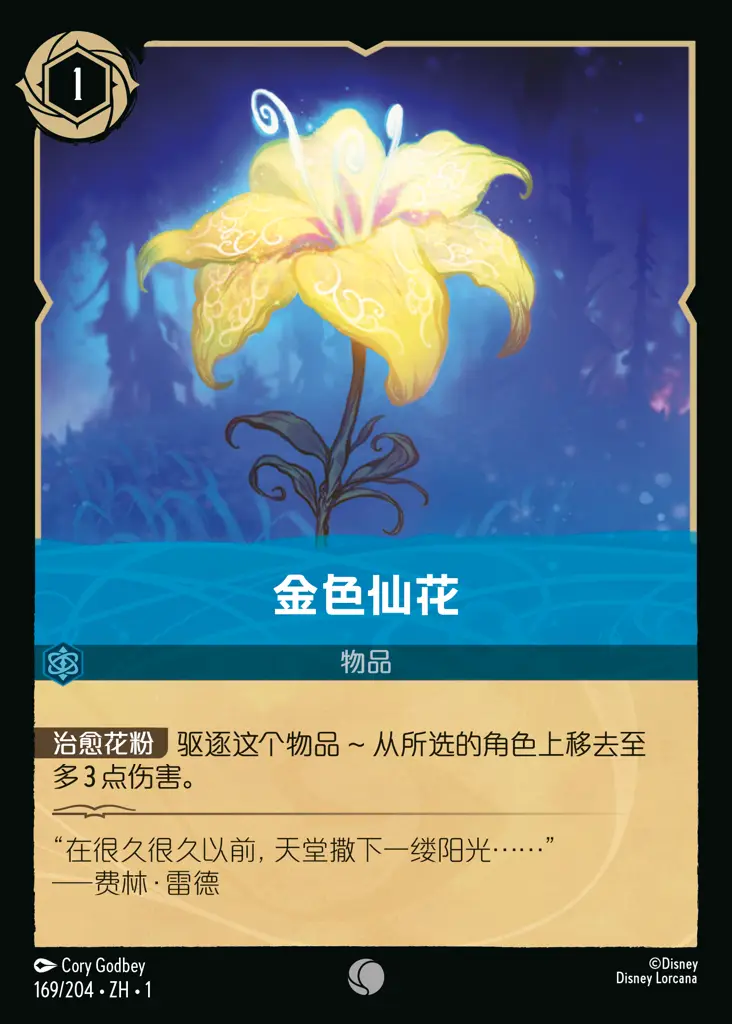 1
金色仙花
物品
治愈花粉 驱逐这个物品 ~ 从所选的角色上移去至
多3点伤害。
“在很久很久以前, 天堂撒下一缕阳光……”
──费林·雷德
Cory Godbey
169/204 • ZH • 1
©Disney
Disney Lorcana